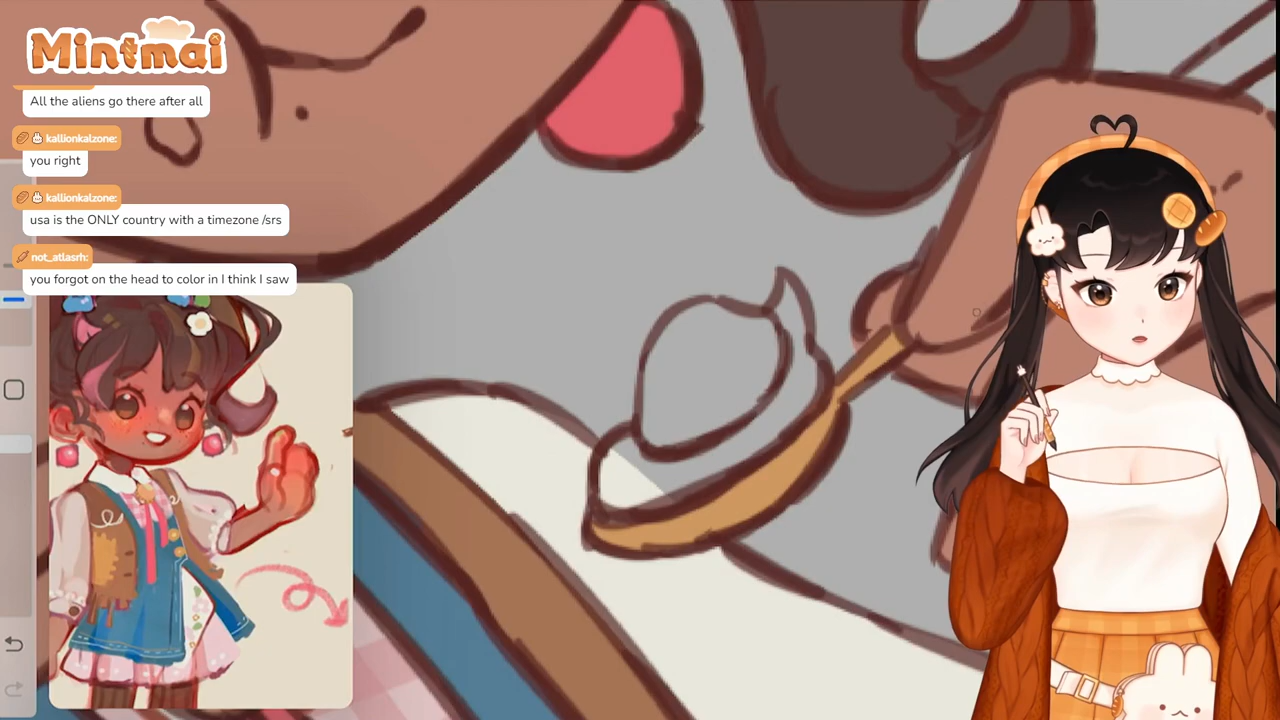 Mintmai
All the aliens go there after all
kallionkalzone:
you right
kallionkalzone:
usa is the ONLY country with a timezone /srs
not_atlasrh:
you forgot on the head to color in I think I saw